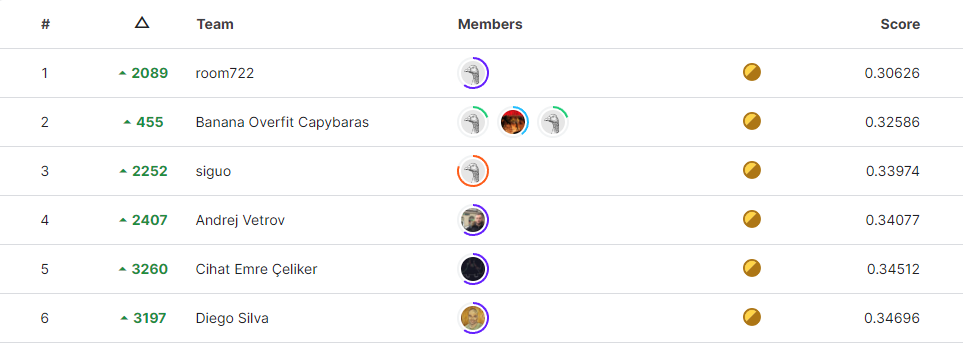 # △ Team Members Score
1 2089 room722 0.30626
2 455 Banana Overfit Capybaras 0.32586
3 2252 siguo 0.33974
4 2407 Andrej Vetrov 0.34077
5 3260 Cihat Emre Çeliker 0.34512
6 3197 Diego Silva 0.34696